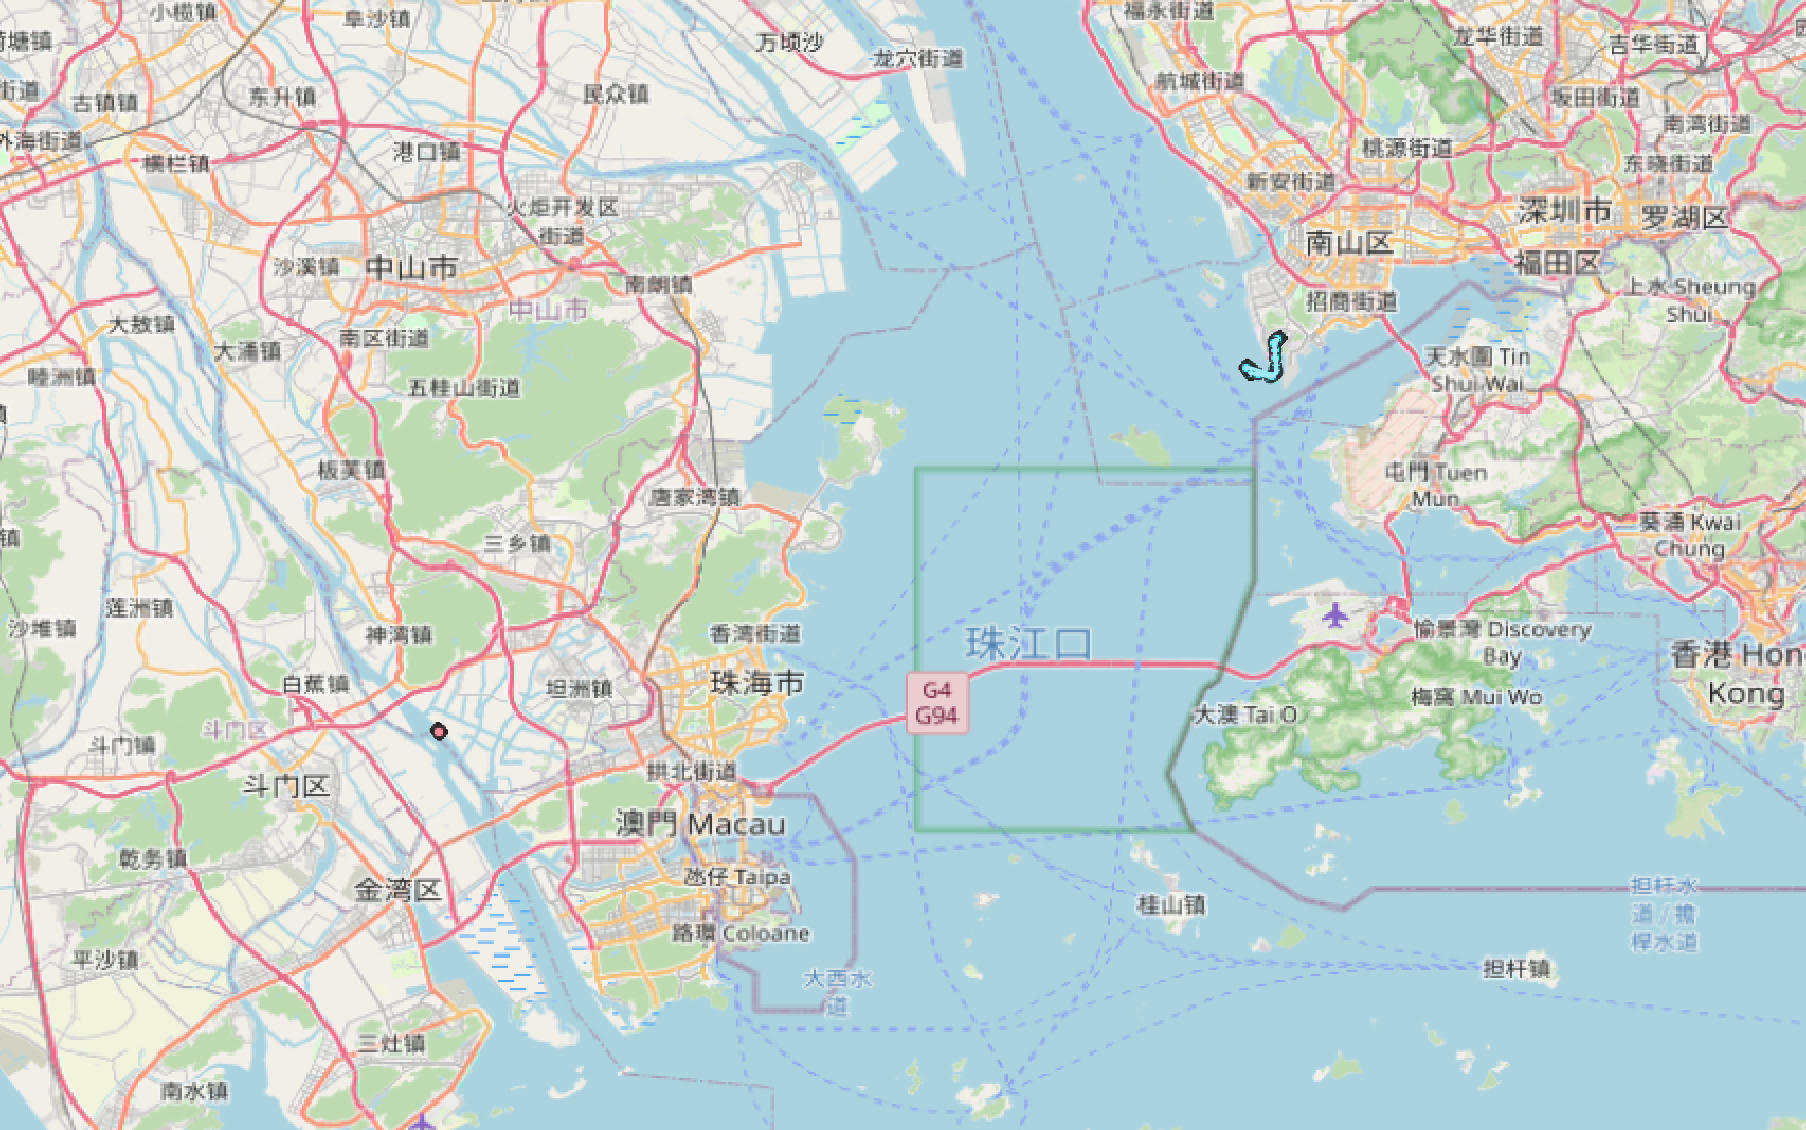 小榄镇
阜沙镇
万顷沙
龙穴街道
福永街道
龙华街道
吉华街道
荷塘镇
街道
古镇镇
东升镇
民众镇
航城街道
坂田街道
南湾街道
外海街道
横栏镇
港口镇
桃源街道
东晓街道
新安街道
火炬开发区
街道
深圳市
罗湖区
南山区
福田区
沙溪镇
中山市
南朗镇
中山市
招商街道
上水 Sheung
Shui
大敖镇
大涌镇
南区街道
睦洲镇
五桂山街道
天水圍 Tin
Shui Wai
镇
板芙镇
唐家湾镇
屯門 Tuen
Mun
三乡镇
葵涌 Kwai
Chung
镇
莲洲镇
沙堆镇
神湾镇
香湾街道
珠江口
愉景灣 Discovery
Bay
香港 Hon
Kong
白蕉镇
坦洲镇
珠海市
G4
G94
大澳 Tai O
梅窩 Mui Wo
斗门区
斗门镇
斗门区
拱北街道
澳門 Macau
乾务镇
金湾区
氹仔 Taipa
桂山镇
担杆水
道 / 擔
桿水道
路環 Coloane
平沙镇
大西水
道
担杆镇
三灶镇
南水镇